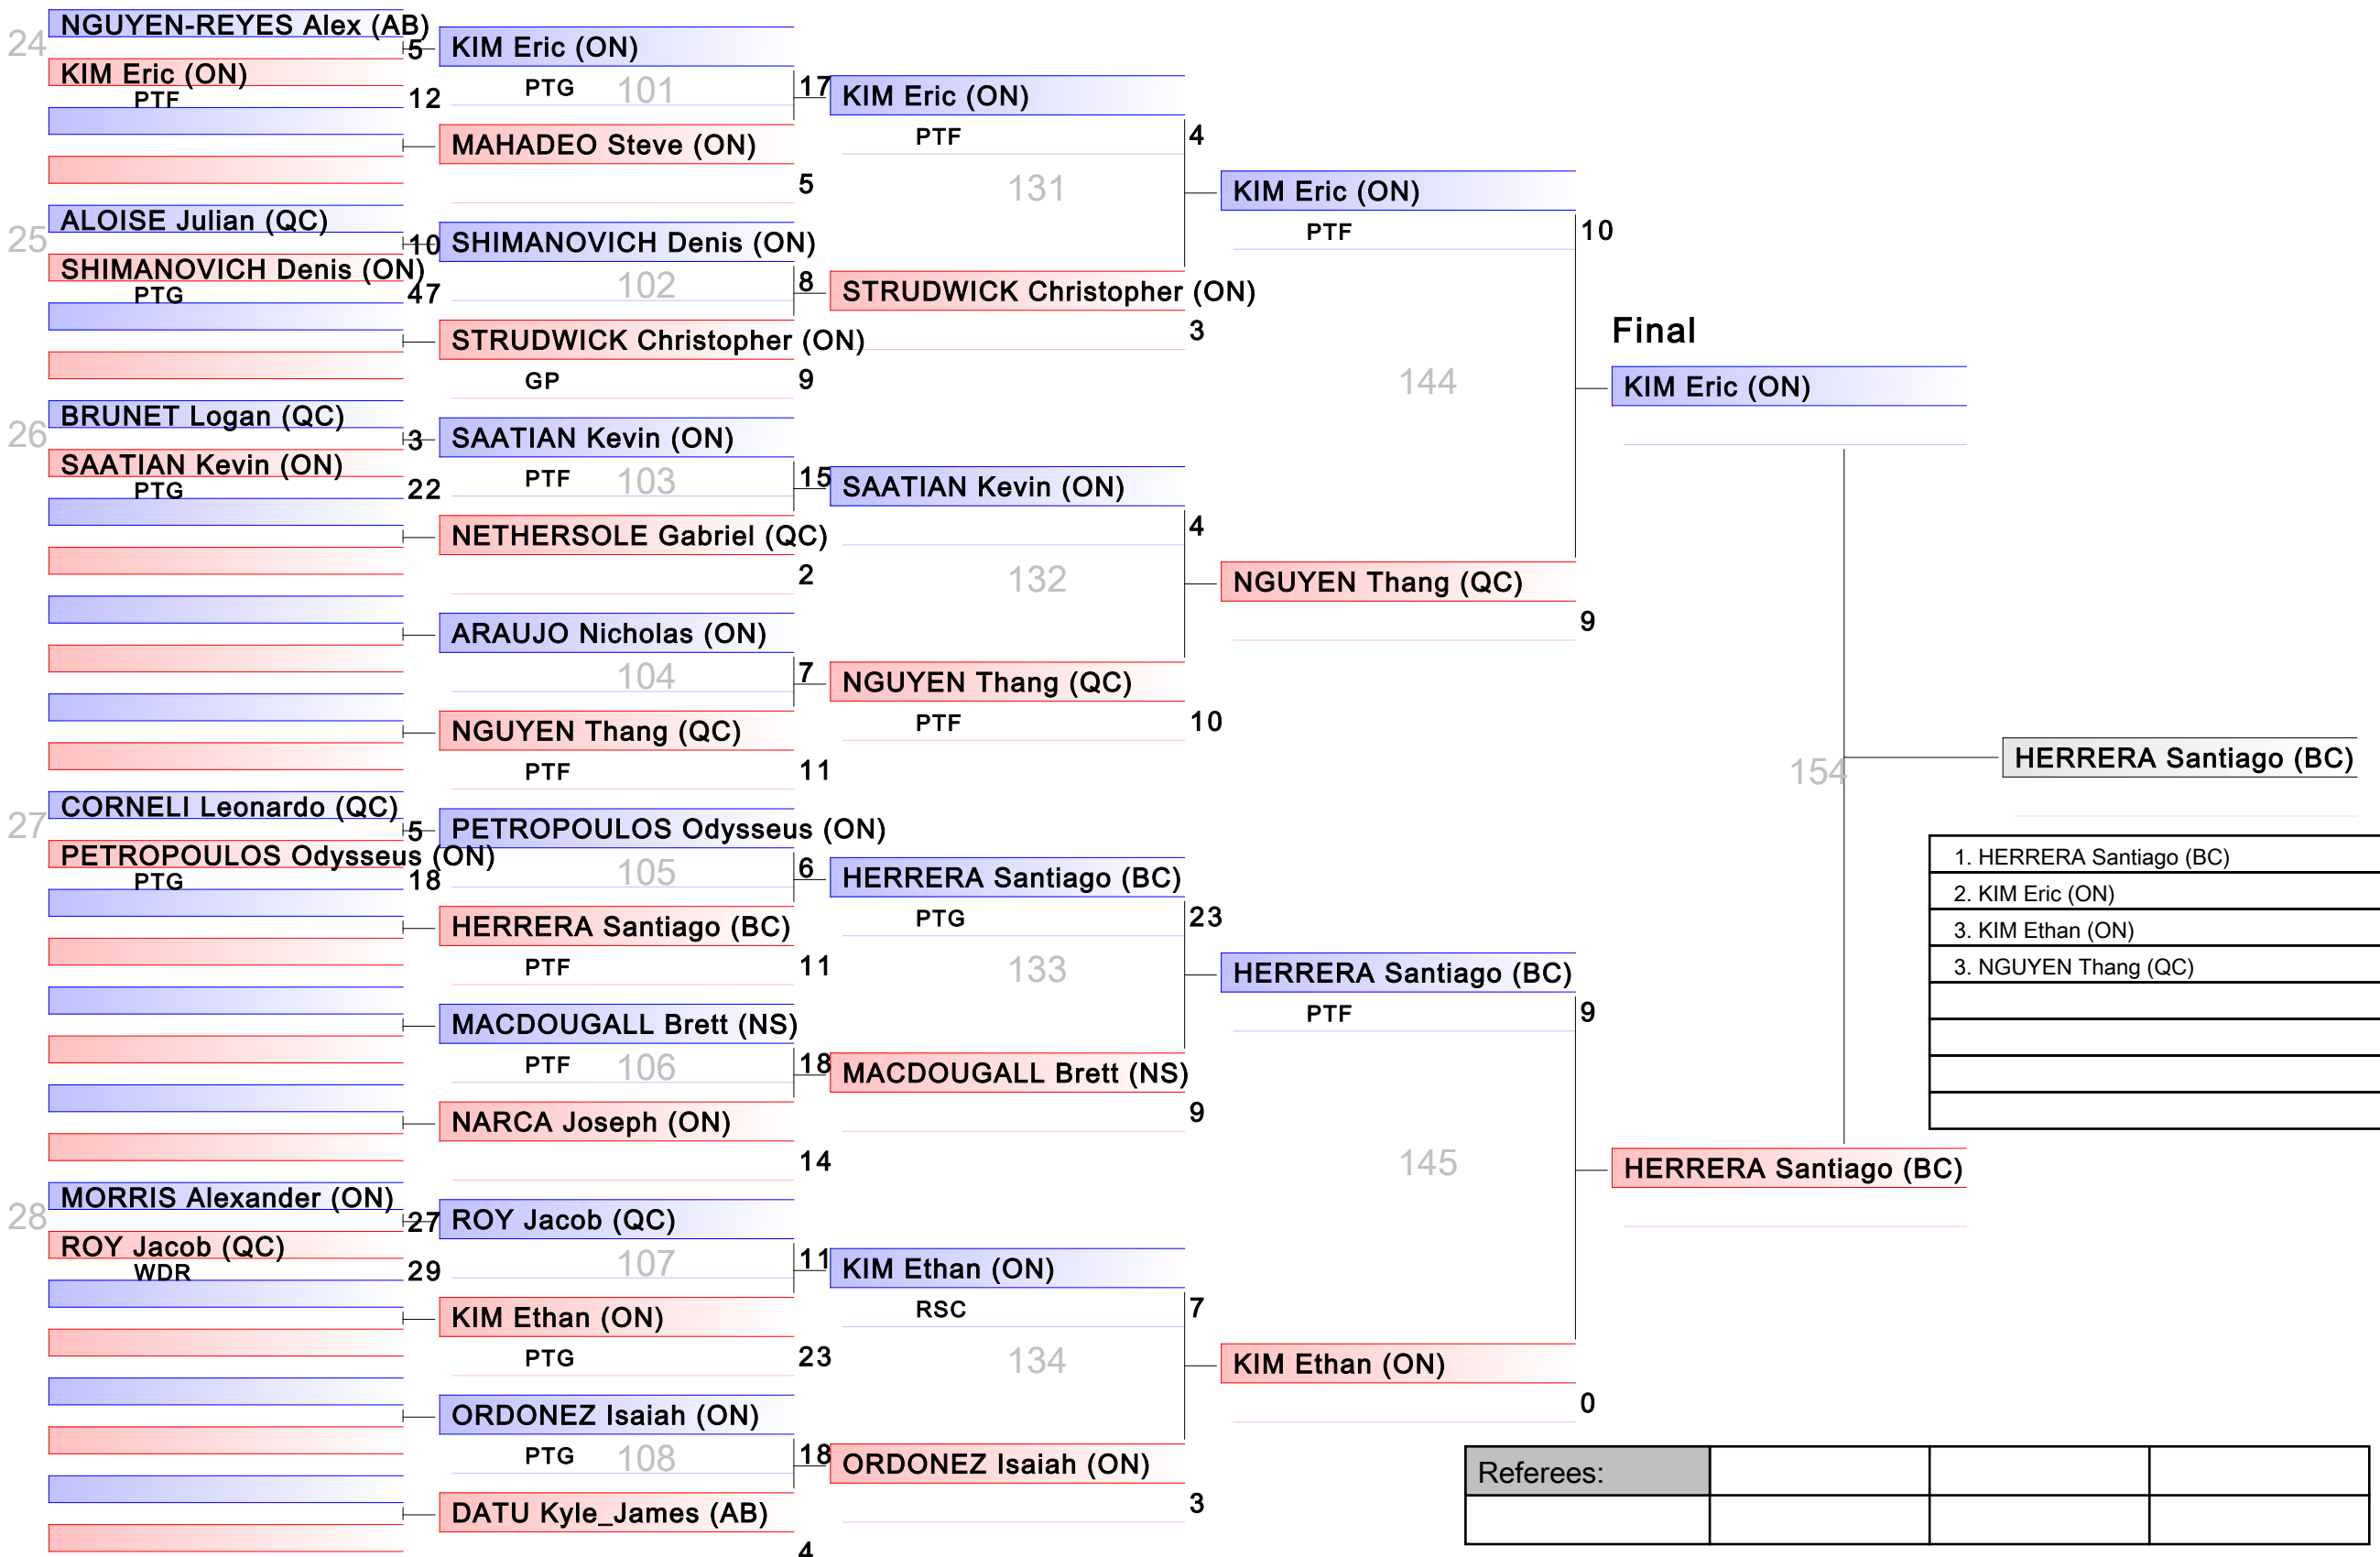 24
NGUYEN-REYES Alex (AB)
5
KIM Eric (ON)
PTF
12
25
ALOISE Julian (QC)
10
SHIMANOVICH Denis (ON)
PTG
47
26
BRUNET Logan (QC)
3
SAATIAN Kevin (ON)
PTG
22
27
CORNELI Leonardo (QC)
5
PETROPOULOS Odysseus (ON)
PTG
18
28
MORRIS Alexander (ON)
27
ROY Jacob (QC)
WDR
29
KIM Eric (ON)
PTG
101
17
MAHADEO Steve (ON)
5
SHIMANOVICH Denis (ON)
102
8
STRUDWICK Christopher (ON)
GP
9
SAATIAN Kevin (ON)
PTF
103
15
NETHERSOLE Gabriel (QC)
2
ARAUJO Nicholas (ON)
104
7
NGUYEN Thang (QC)
PTF
11
PETROPOULOS Odysseus (ON)
105
6
HERRERA Santiago (BC)
PTF
11
MACDOUGALL Brett (NS)
PTF
106
18
NARCA Joseph (ON)
14
ROY Jacob (QC)
107
11
KIM Ethan (ON)
PTG
23
ORDONEZ Isaiah (ON)
PTG
108
18
DATU Kyle_James (AB)
4
KIM Eric (ON)
PTF
4
131
STRUDWICK Christopher (ON)
3
SAATIAN Kevin (ON)
4
132
NGUYEN Thang (QC)
PTF
10
HERRERA Santiago (BC)
PTG
23
133
MACDOUGALL Brett (NS)
9
KIM Ethan (ON)
RSC
7
134
ORDONEZ Isaiah (ON)
3
KIM Eric (ON)
PTF
10
144
NGUYEN Thang (QC)
9
HERRERA Santiago (BC)
PTF
9
145
KIM Ethan (ON)
0
Final
KIM Eric (ON)
154
HERRERA Santiago (BC)
HERRERA Santiago (BC)
1. HERRERA Santiago (BC)
2. KIM Eric (ON)
3. KIM Ethan (ON)
3. NGUYEN Thang (QC)
Referees: